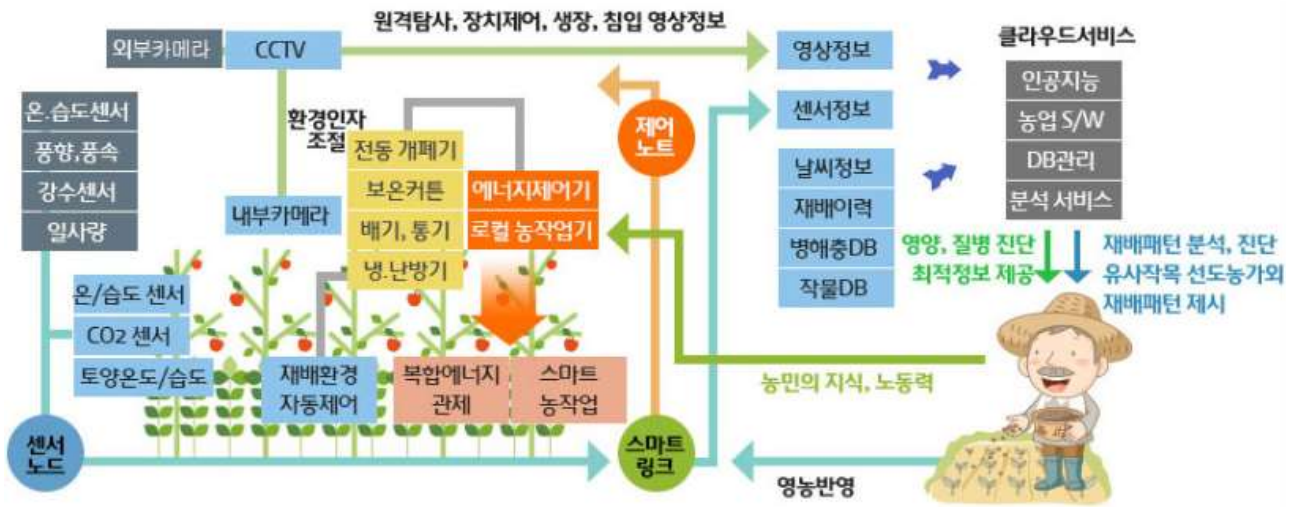 원격탐사, 장치제어, 생장, 침입 영상정보
외부카메라
CCTV
영상정보
클라우드서비스
인공지능
농업 S/W
DB관리
분석 서비스
온.습도센서
풍향,풍속
강수센서
일사량
환경인자
조절
전동 개폐기
보온커튼
배기, 통기
냉.난방기
에너지제어기
로컬 농작업기
제어
노트
센서정보
날씨정보
재배이력
병해충DB
작물DB
내부카메라
영양, 질병 진단
최적정보 제공
재배패턴 분석, 진단
유사작목 선도농가외
재배패턴 제시
온/습도 센서
CO2 센서
토양온도/습도
재배환경
자동제어
복합에너지
관제
스마트
농작업
농민의 지식, 노동력
센서
노드
스마트
링크
영농반영